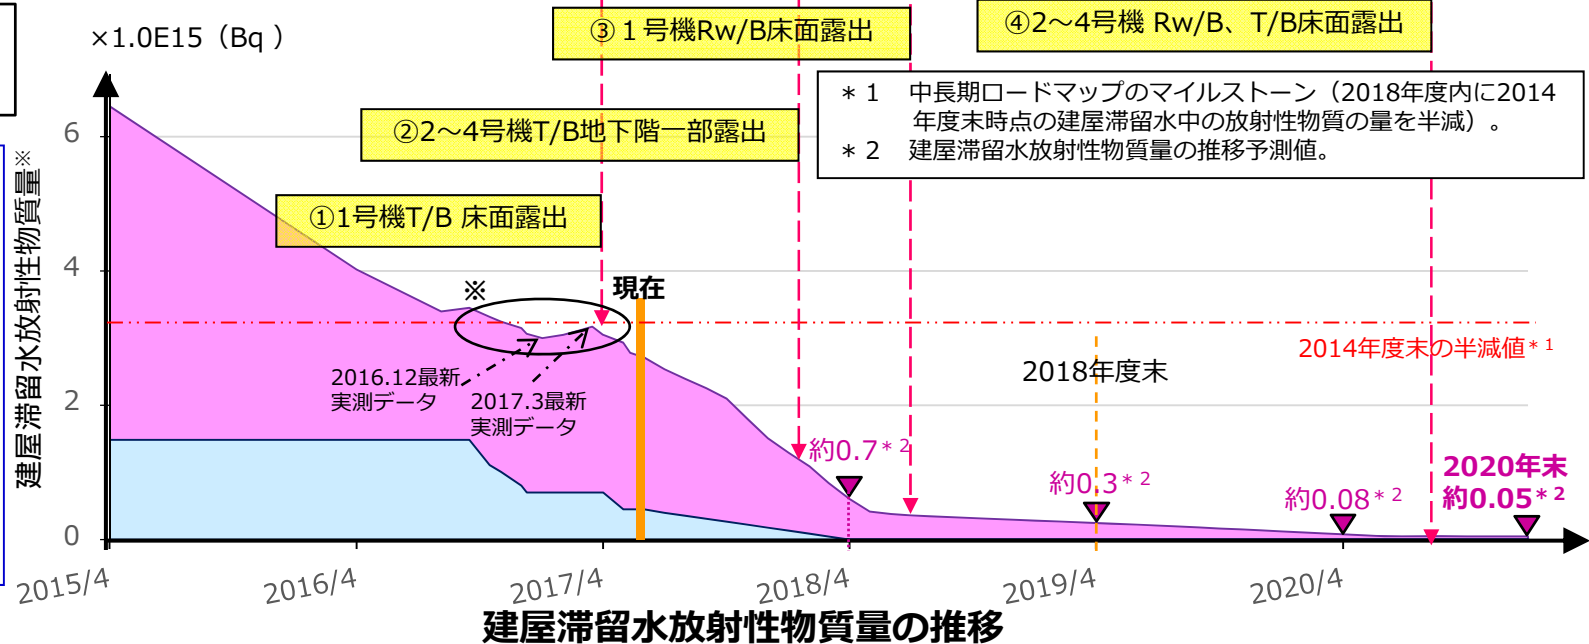 ×1.0E15（Bq ）
③１号機Rw/B床面露出
④2～4号機 Rw/B、T/B床面露出
＊1 中長期ロードマップのマイルストーン（2018年度内に2014
年度末時点の建屋滞留水中の放射性物質の量を半減）。
＊2 建屋滞留水放射性物質量の推移予測値。
②2～4号機T/B地下階一部露出
①1号機T/B 床面露出
建屋滞留水放射性物質量※
6
4
2
0
※
現在
2014年度末の半減値＊1
2018年度末
2016.12最新
実測データ
2017.3最新
実測データ
約0.7＊2
約0.3＊2
約0.08＊2
2020年末
約0.05＊2
2015/4
2016/4
2017/4
2018/4
2019/4
2020/4
建屋滞留水放射性物質量の推移